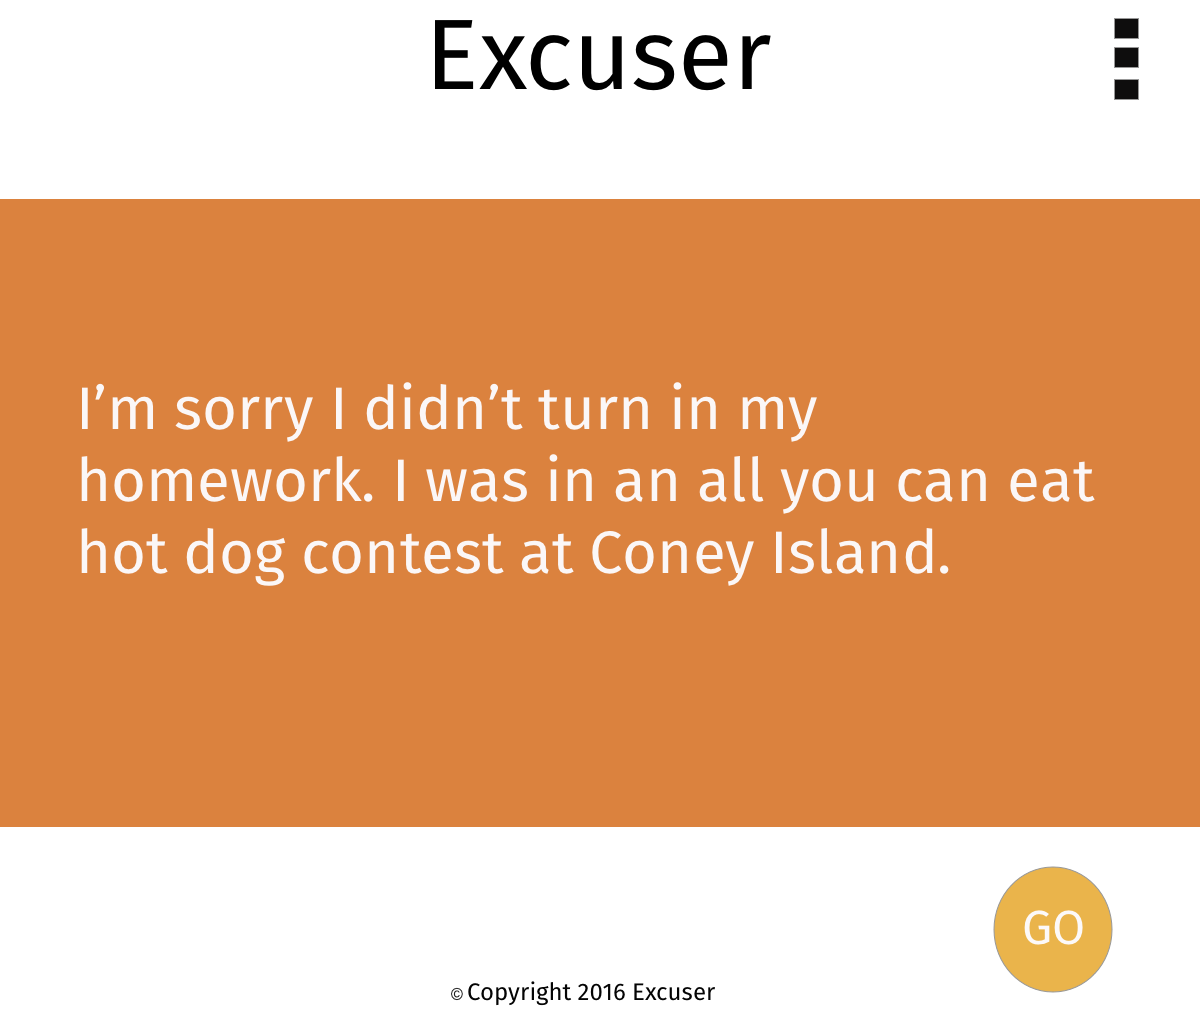 Excuser
I’m sorry I didn’t turn in my
homework. I was in an all you can eat
hot dog contest at Coney Island.
GO
© Copyright 2016 Excuser